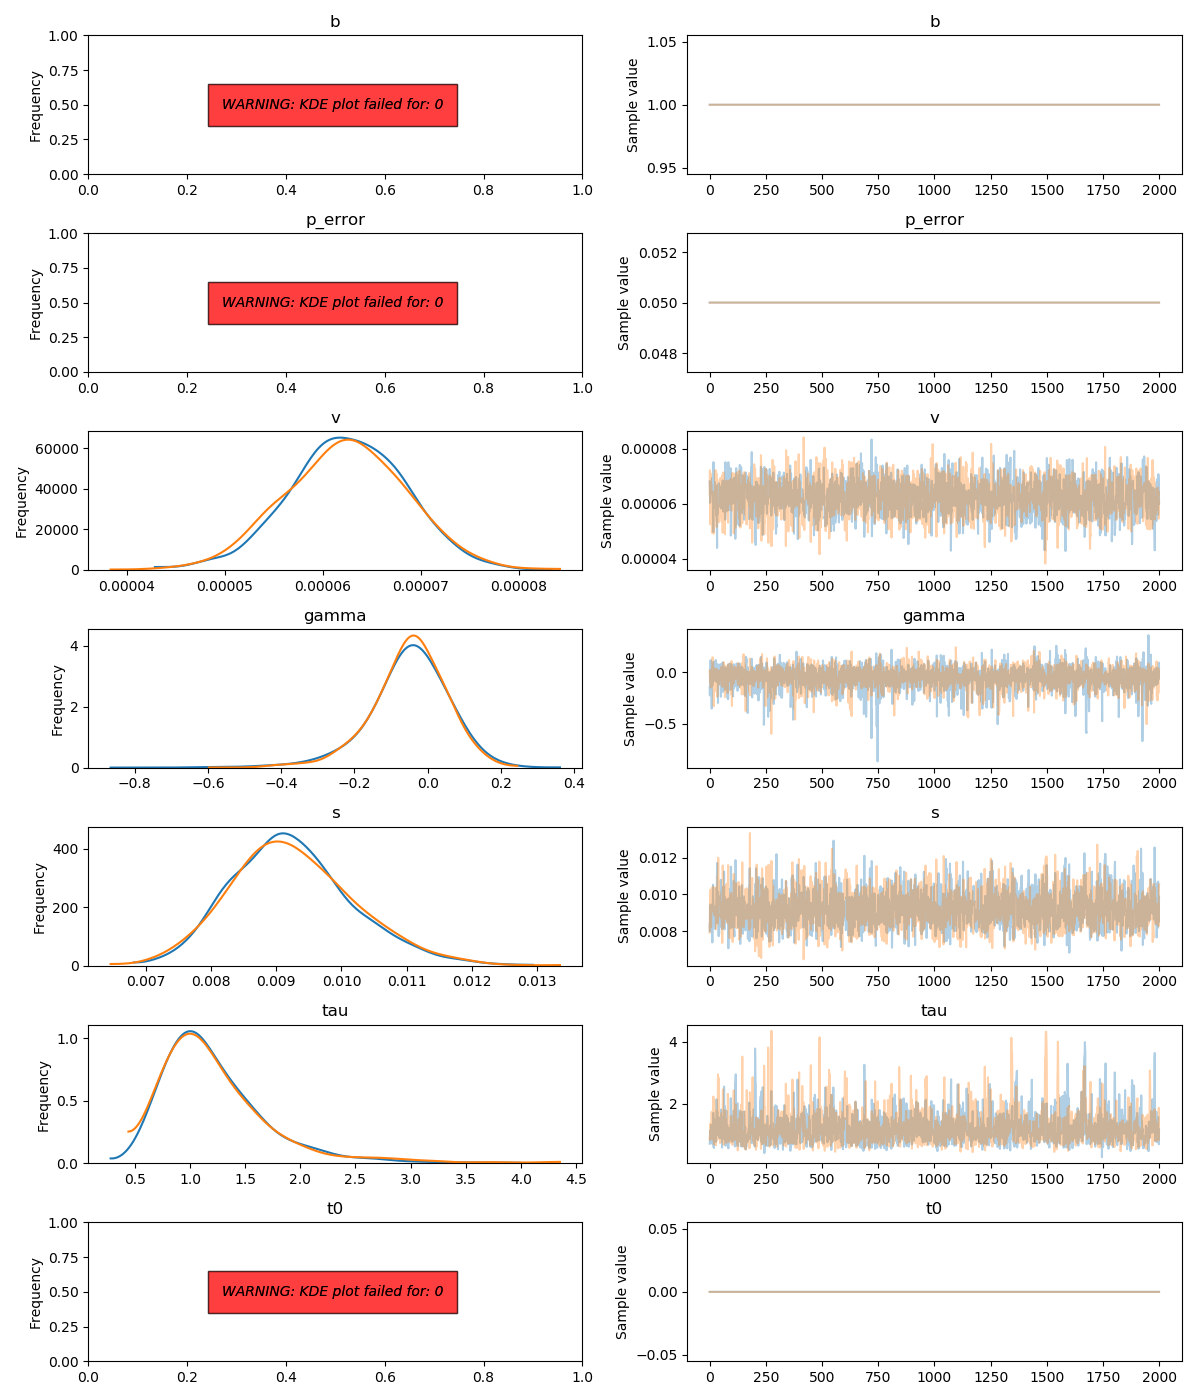 b
1.00
0.75
0.50
0.25
0.00
Frequency
WARNING: KDE plot failed for: 0
0.0 0.2 0.4 0.6 0.8 1.0
b
1.05
1.00
0.95
Sample value
0 250 500 750 1000 1250 1500 1750 2000
p_error
1.00
0.75
0.50
0.25
0.00
Frequency
WARNING: KDE plot failed for: 0
0.0 0.2 0.4 0.6 0.8 1.0
p_error
0.052
0.050
0.048
Sample value
0 250 500 750 1000 1250 1500 1750 2000
v
60000
40000
20000
0
Frequency
0.00004 0.00005 0.00006 0.00007 0.00008
v
0.00008
0.00006
0.00004
Sample value
0 250 500 750 1000 1250 1500 1750 2000
gamma
4
2
0
Frequency
−0.8 −0.6 −0.4 −0.2 0.0 0.2 0.4
gamma
0.0
−0.5
Sample value
0 250 500 750 1000 1250 1500 1750 2000
s
400
200
0
Frequency
0.007 0.008 0.009 0.010 0.011 0.012 0.013
s
0.012
0.010
0.008
Sample value
0 250 500 750 1000 1250 1500 1750 2000
tau
1.0
0.5
0.0
Frequency
0.5 1.0 1.5 2.0 2.5 3.0 3.5 4.0 4.5
tau
4
2
Sample value
0 250 500 750 1000 1250 1500 1750 2000
t0
1.00
0.75
0.50
0.25
0.00
Frequency
WARNING: KDE plot failed for: 0
0.0 0.2 0.4 0.6 0.8 1.0
t0
0.05
0.00
−0.05
Sample value
0 250 500 750 1000 1250 1500 1750 2000